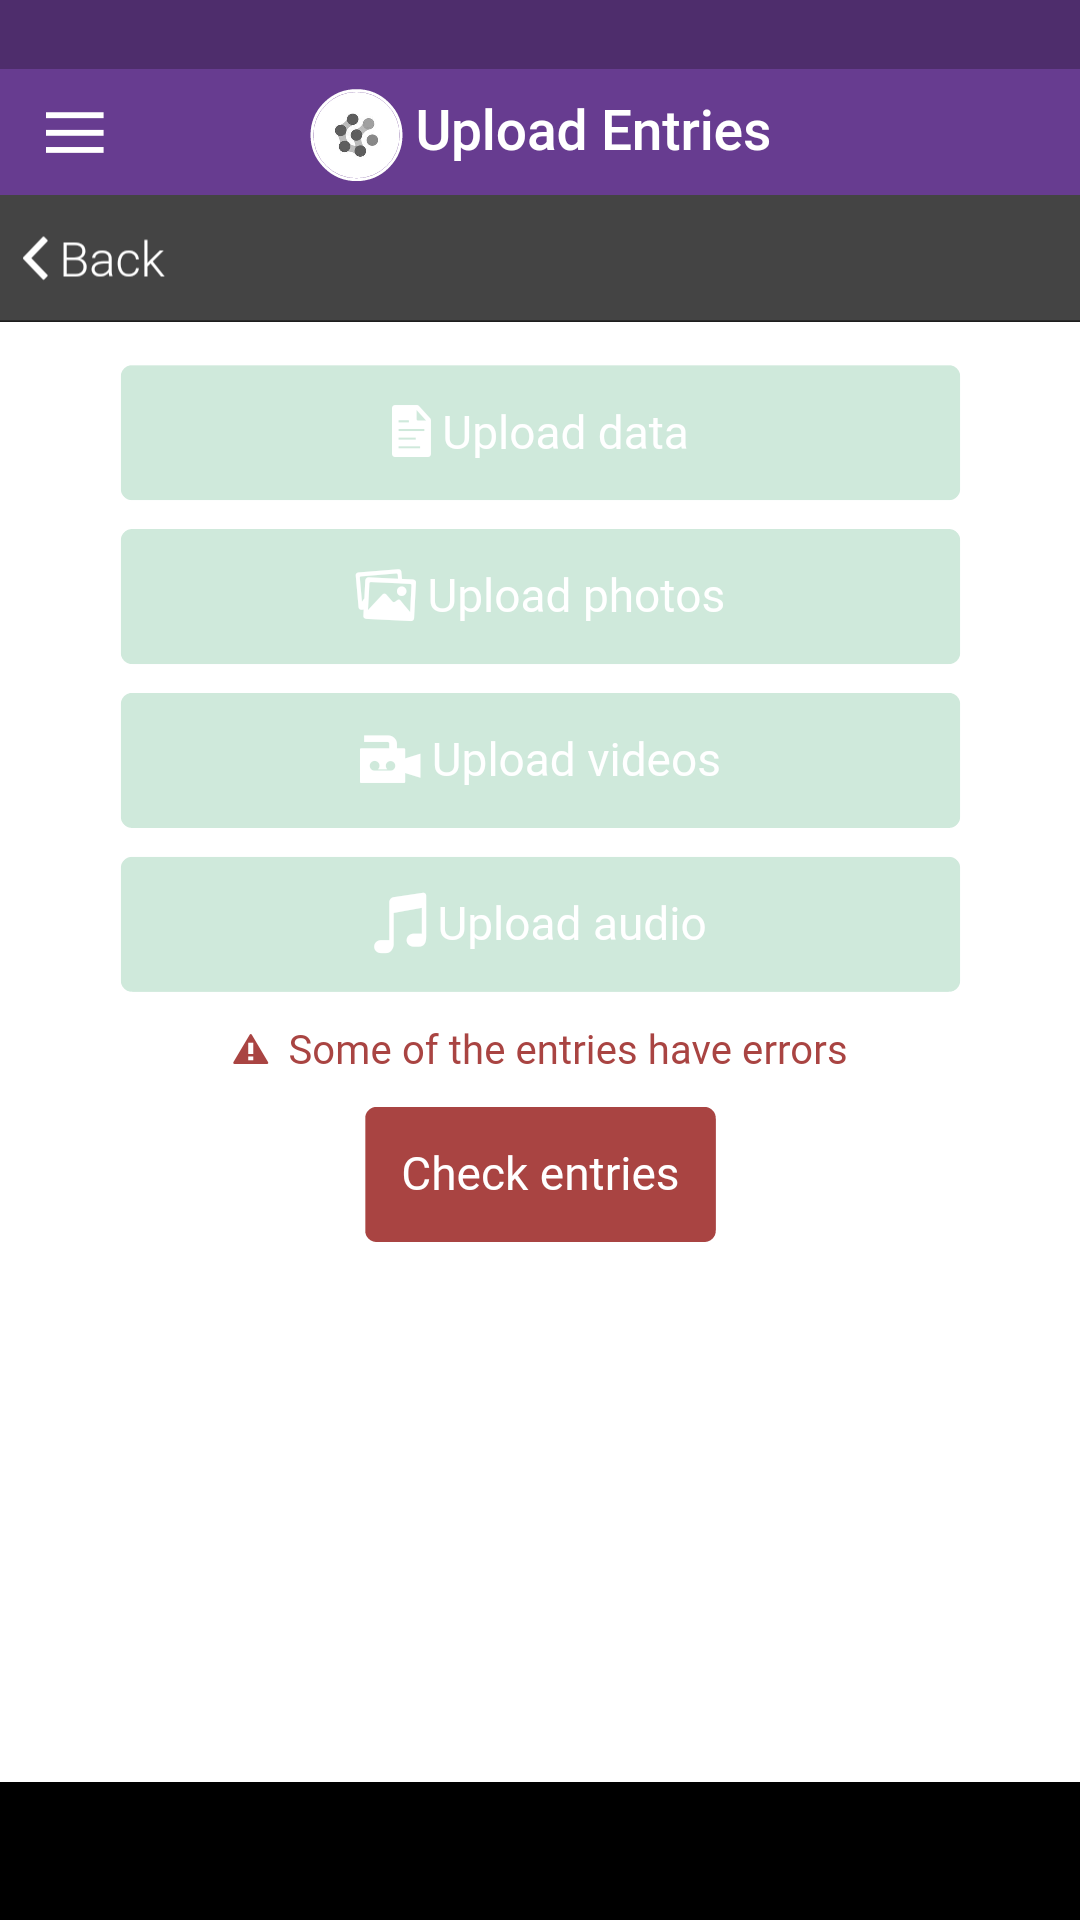 Upload Entries
Back
Upload data
Upload photos
Upload videos
Upload audio
Some of the entries have errors
Check entries